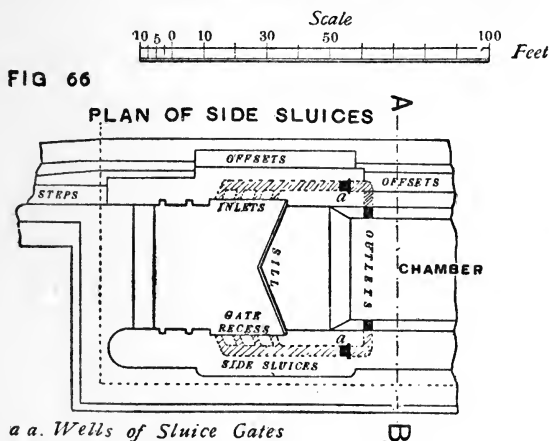 Scale
10 5 0 10 30 50 100
Feet
FIG 66
PLAN OF SIDE SLUICES
A
OFFSETS
OFFSETS
STEPS
a
INLETS
SILL
OUTLETS
CHAMBER
GATE
RECESS
a
SIDE SLUICES
a a. Wells of Sluice Gates
B